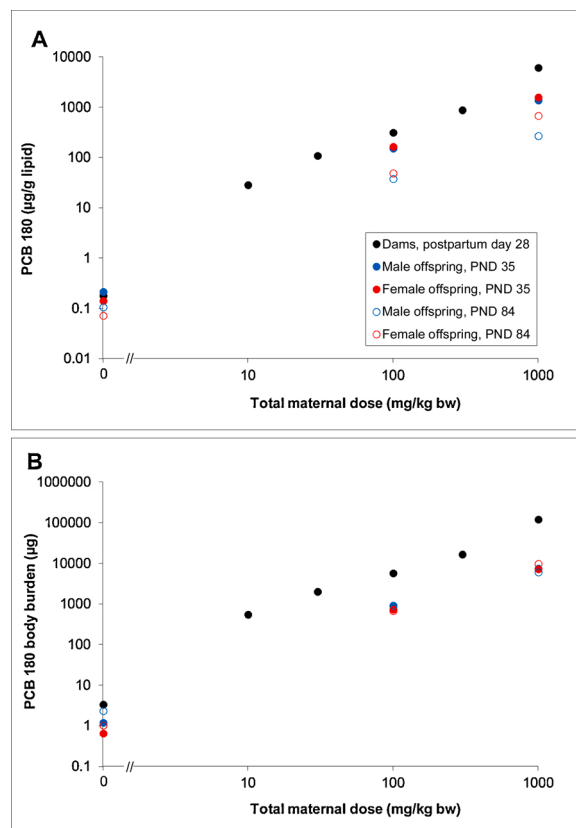 A
10000
1000
100
10
1
0.1
0.01
PCB 180 (µg/g lipid)
Dams, postpartum day 28
Male offspring, PND 35
Female offspring, PND 35
Male offspring, PND 84
Female offspring, PND 84
0 // 10 100 1000
Total maternal dose (mg/kg bw)
B
1000000
100000
10000
1000
100
10
1
0.1
PCB 180 body burden (µg)
0 // 10 100 1000
Total maternal dose (mg/kg bw)